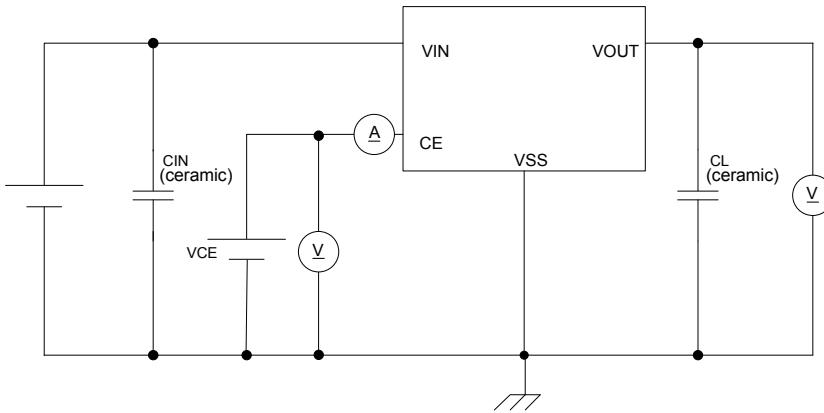 VIN
VOUT
A
CE
VSS
CIN
(ceramic)
CL
(ceramic)
V
VCE
V